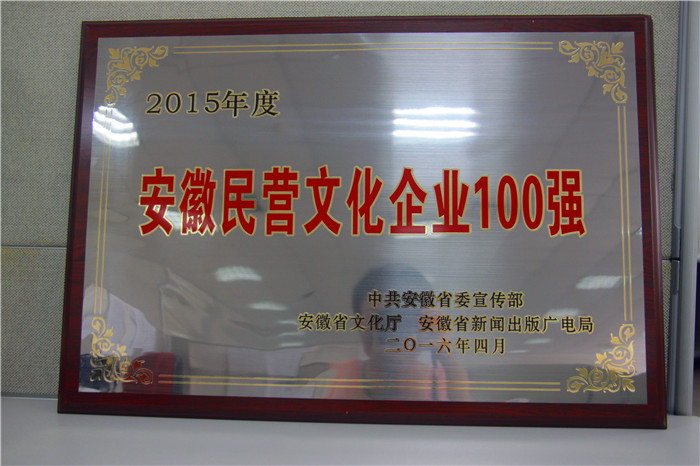 2015年度
安徽民营文化企业100强
中共安徽省委宣传部
安徽省文化厅 安徽省新闻出版广电局
二〇一六年四月